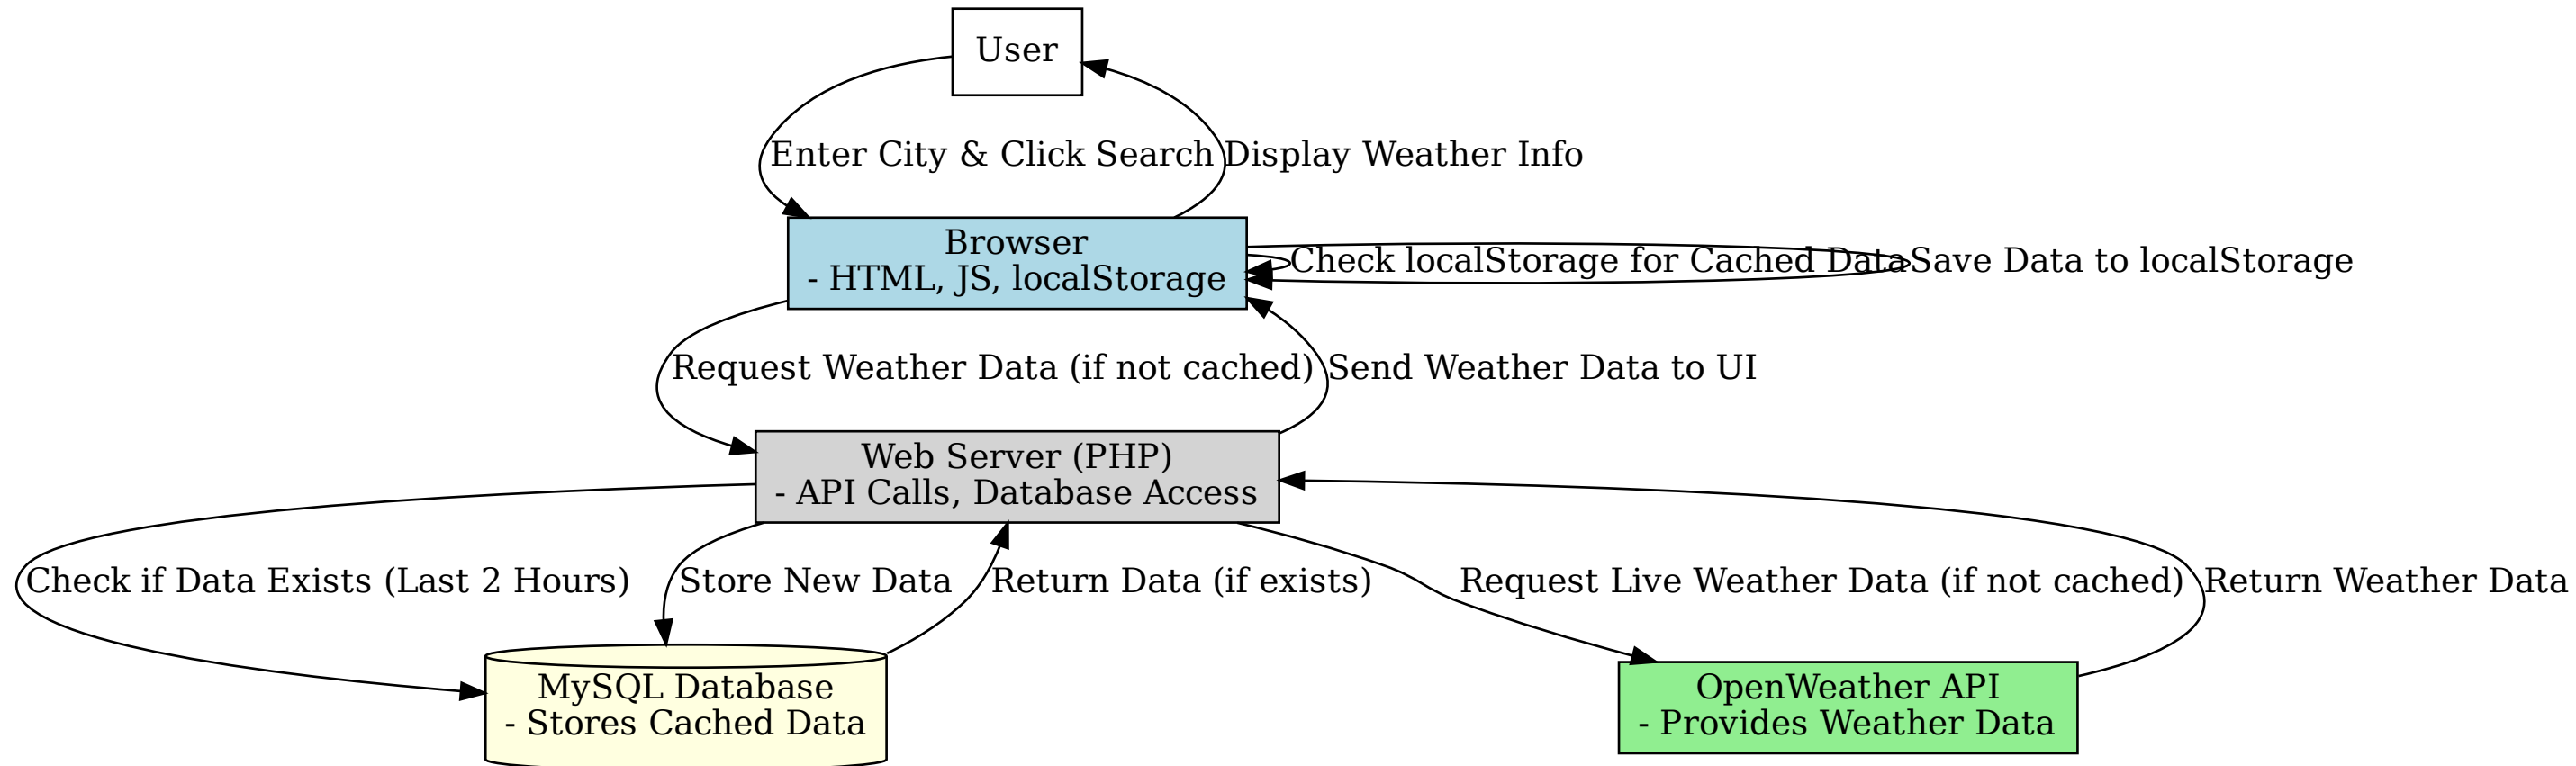 User
Enter City & Click Search
Display Weather Info
Browser
- HTML, JS, localStorage
Check localStorage for Cached Data
Save Data to localStorage
Request Weather Data (if not cached)
Send Weather Data to UI
Web Server (PHP)
- API Calls, Database Access
Check if Data Exists (Last 2 Hours)
Store New Data
Return Data (if exists)
Request Live Weather Data (if not cached)
Return Weather Data
MySQL Database
- Stores Cached Data
OpenWeather API
- Provides Weather Data